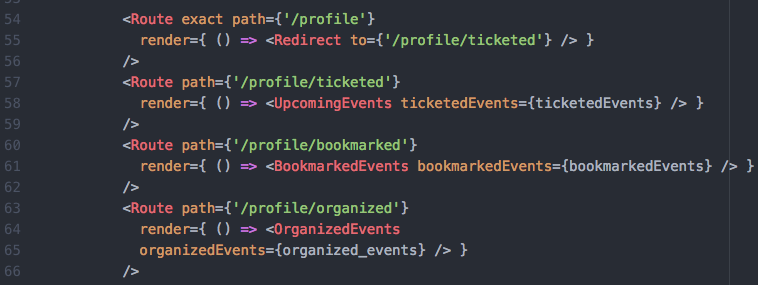 54 <Route exact path={'/profile'}
55 render={ () => <Redirect to={'/profile/ticketed'} /> }
56 />
57 <Route path={'/profile/ticketed'}
58 render={ () => <UpcomingEvents ticketedEvents={ticketedEvents} /> }
59 />
60 <Route path={'/profile/bookmarked'}
61 render={ () => <BookmarkedEvents bookmarkedEvents={bookmarkedEvents} /> }
62 />
63 <Route path={'/profile/organized'}
64 render={ () => <OrganizedEvents
65 organizedEvents={organized_events} /> }
66 />